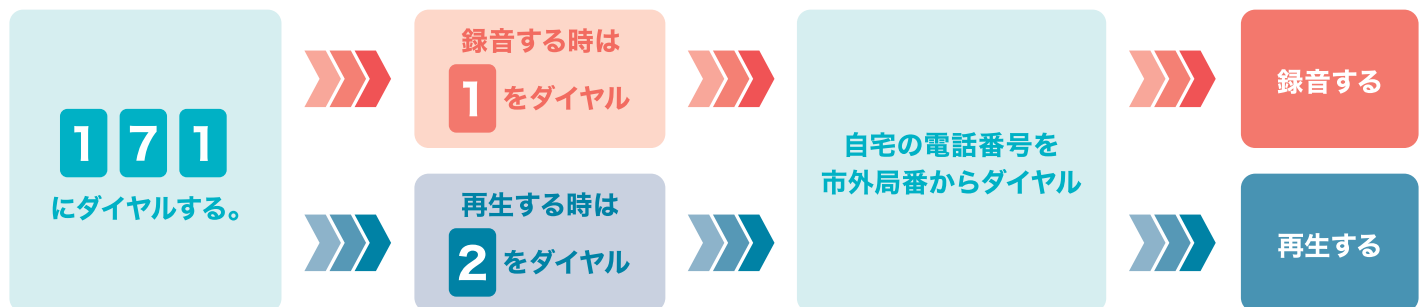 171
にダイヤルする。
録音する時は
1をダイヤル
再生する時は
2をダイヤル
自宅の電話番号を
市外局番からダイヤル
録音する
再生する